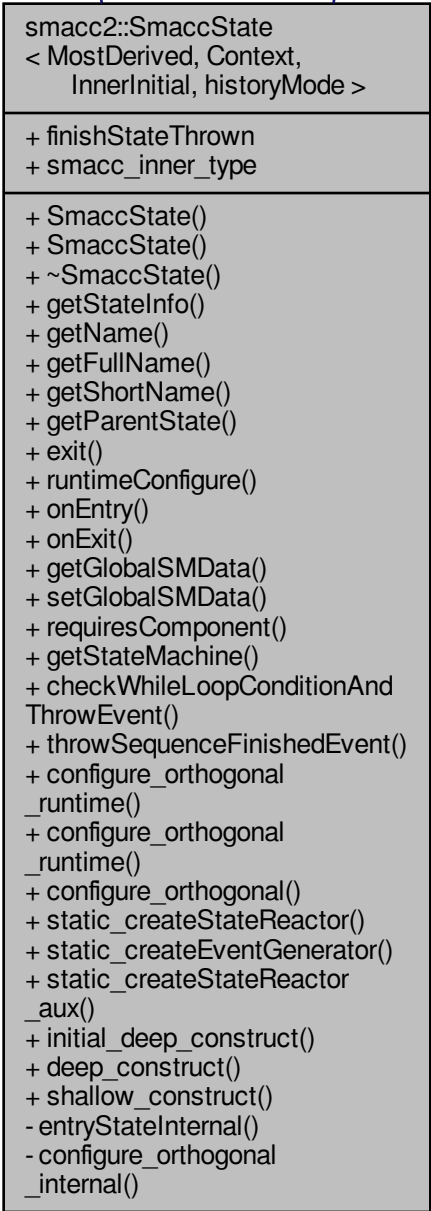 smacc2::SmaccState
< MostDerived, Context,
InnerInitial, historyMode >
+ finishStateThrown
+ smacc_inner_type
+ SmaccState()
+ SmaccState()
+ ~SmaccState()
+ getStateInfo()
+ getName()
+ getFullName()
+ getShortName()
+ getParentState()
+ exit()
+ runtimeConfigure()
+ onEntry()
+ onExit()
+ getGlobalSMData()
+ setGlobalSMData()
+ requiresComponent()
+ getStateMachine()
+ checkWhileLoopConditionAnd
ThrowEvent()
+ throwSequenceFinishedEvent()
+ configure_orthogonal
_runtime()
+ configure_orthogonal
_runtime()
+ configure_orthogonal()
+ static_createStateReactor()
+ static_createEventGenerator()
+ static_createStateReactor
_aux()
+ initial_deep_construct()
+ deep_construct()
+ shallow_construct()
- entryStateInternal()
- configure_orthogonal
_internal()